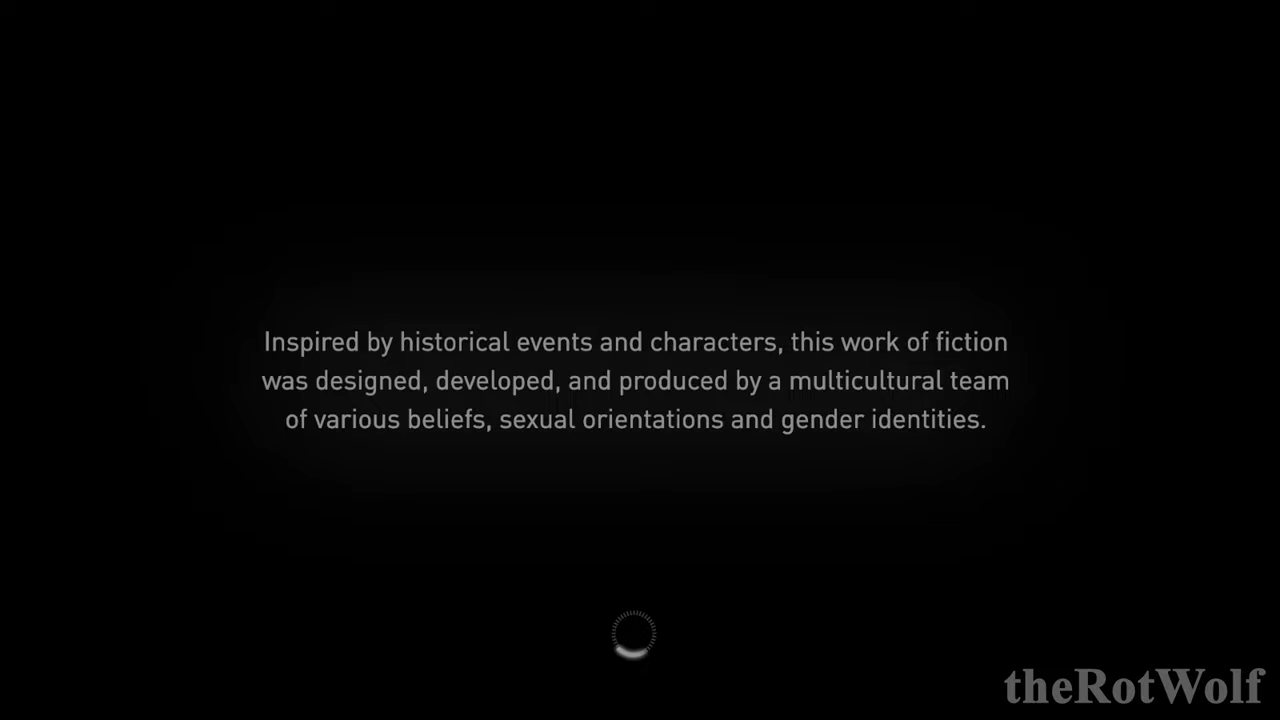 Inspired by historical events and characters, this work of fiction
was designed, developed, and produced by a multicultural team
of various beliefs, sexual orientations and gender identities.
theRotWolf